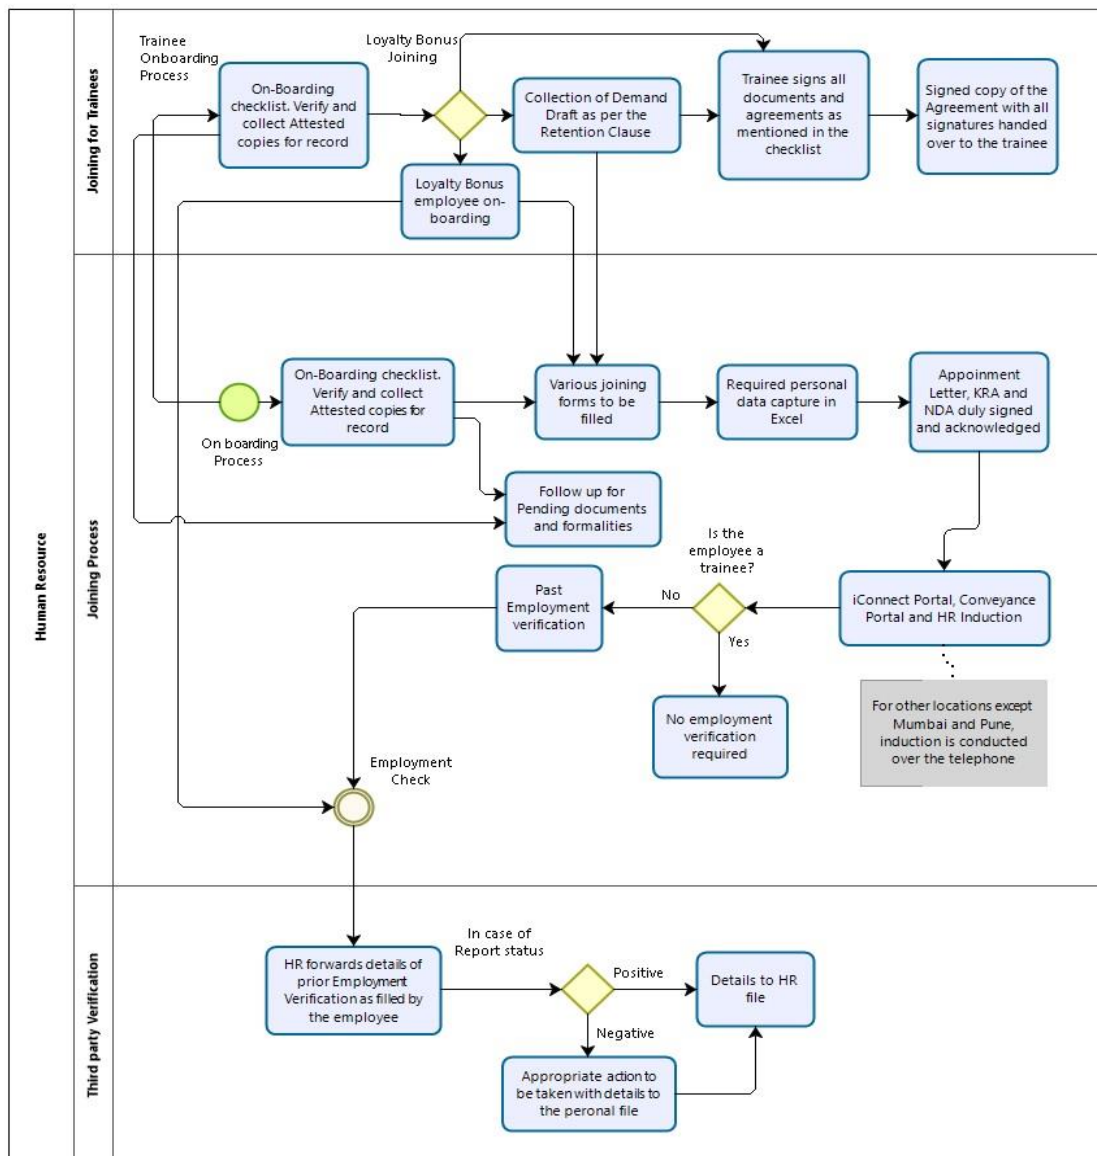 Human Resource
Joining for Trainees
Trainee
Onboarding
Process
On-Boarding
checklist. Verify and
collect Attested
copies for record
Loyalty Bonus
Joining
Collection of Demand
Draft as per the
Retention Clause
Trainee signs all
documents and
agreements as
mentioned in the
checklist
Signed copy of the
Agreement with all
signatures handed
over to the trainee
Loyalty Bonus
employee on-
boarding
Joining Process
On boarding
Process
On-Boarding checklist.
Verify and collect
Attested copies for
record
Various joining
forms to be
filled
Required personal
data capture in
Excel
Appoinment
Letter, KRA and
NDA duly signed
and acknowledged
Follow up for
Pending documents
and formalities
Is the
employee a
trainee?
No
Yes
Past
Employment
verification
iConnect Portal, Conveyance
Portal and HR Induction
No employment
verification
required
For other locations except
Mumbai and Pune,
induction is conducted
over the telephone
Employment
Check
Third party Verification
HR forwards details of
prior Employment
Verification as filled by
the employee
In case of
Report status
Positive
Negative
Details to HR
file
Appropriate action to
be taken with details to
the peronal file